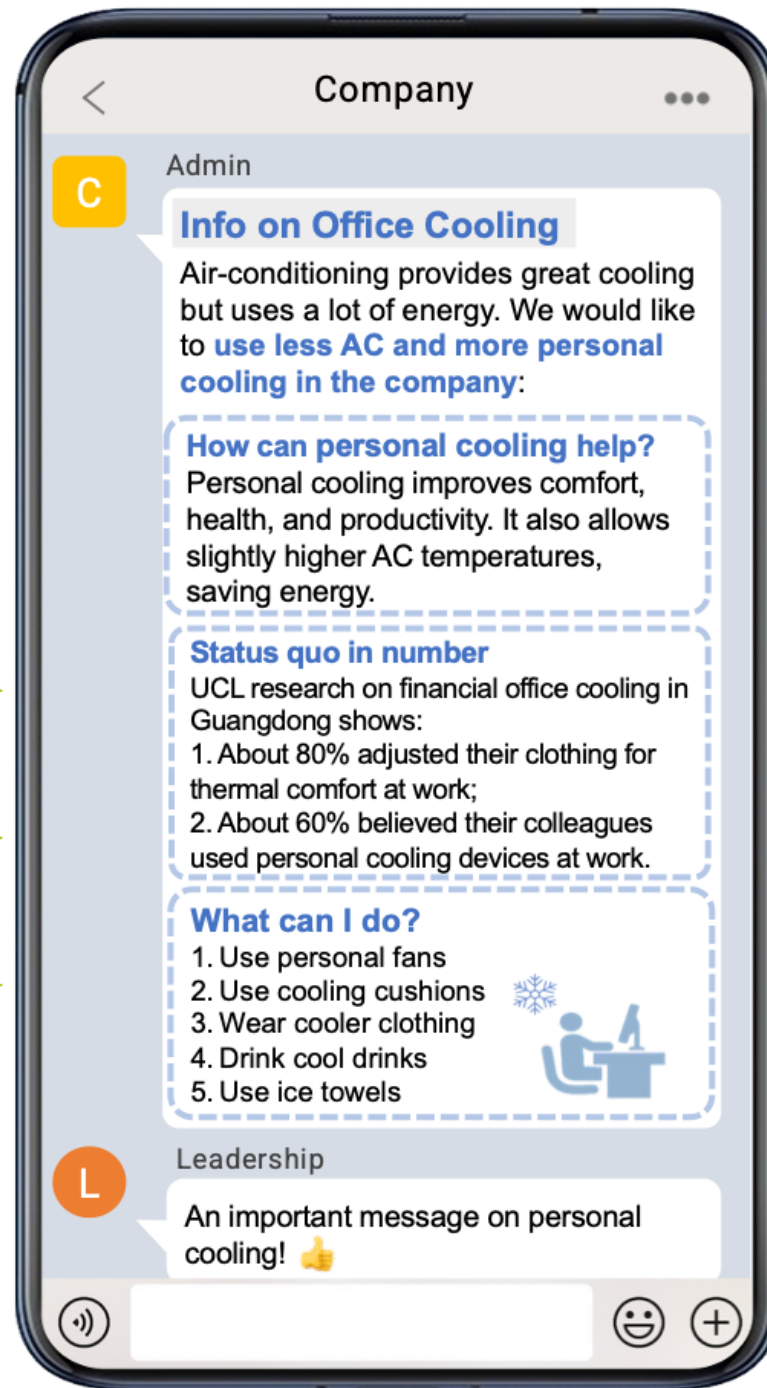 Company
Admin
C
Info on Office Cooling
Air-conditioning provides great cooling
but uses a lot of energy. We would like
to use less AC and more personal
cooling in the company:
How can personal cooling help?
Personal cooling improves comfort,
health, and productivity. It also allows
slightly higher AC temperatures,
saving energy.
Status quo in number
UCL research on financial office cooling in
Guangdong shows:
1. About 80% adjusted their clothing for
thermal comfort at work;
2. About 60% believed their colleagues
used personal cooling devices at work.
What can I do?
1. Use personal fans
2. Use cooling cushions
3. Wear cooler clothing
4. Drink cool drinks
5. Use ice towels
Leadership
L
An important message on personal
cooling! 👍